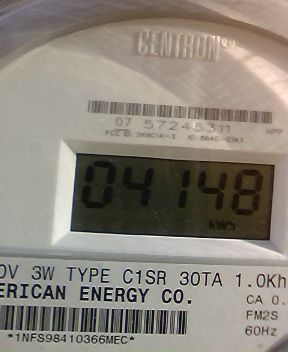 CENTRON
07 57245311
04148
kWh
0V 3W TYPE C1SR 30TA 1.0Kh
ERICAN ENERGY CO.
CA 0.
FM2S
60Hz
*1NFS98410366MEC*